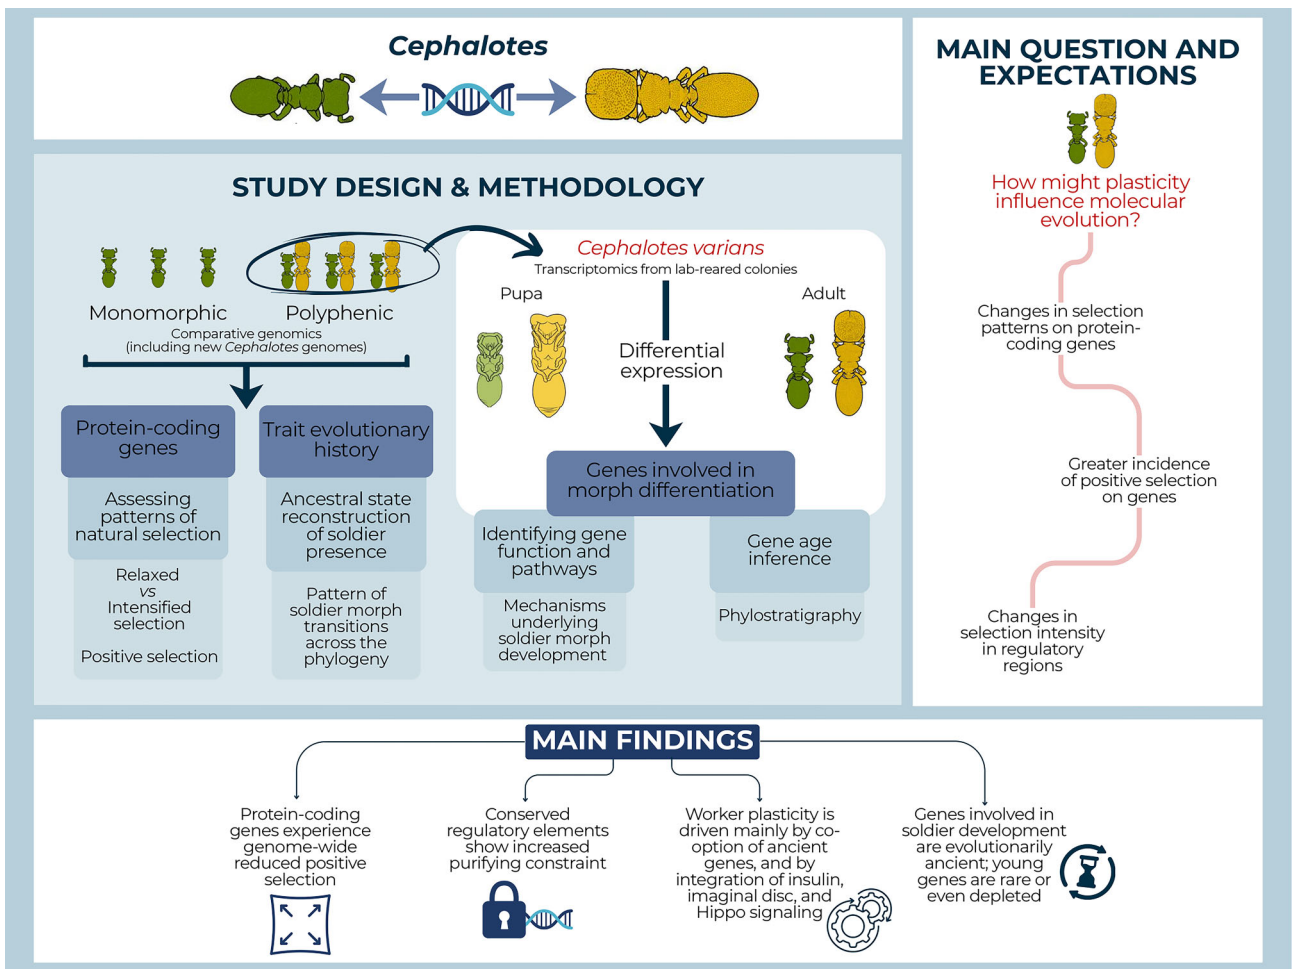 Cephalotes
STUDY DESIGN & METHODOLOGY
Monomorphic
Polyphenic
Comparative genomics
(including new Cephalotes genomes)
Protein-coding
genes
Assessing
patterns of
natural selection
Relaxed
vs
Intensified
selection
Positive selection
Trait evolutionary
history
Ancestral state
reconstruction
of soldier
presence
Pattern of
soldier morph
transitions
across the
phylogeny
Cephalotes varians
Transcriptomics from lab-reared colonies
Pupa
Adult
Differential
expression
Genes involved in
morph differentiation
Identifying gene
function and
pathways
Mechanisms
underlying
soldier morph
development
Gene age
inference
Phylostratigraphy
MAIN QUESTION AND
EXPECTATIONS
How might plasticity
influence molecular
evolution?
Changes in selection
patterns on protein-
coding genes
Greater incidence
of positive selection
on genes
Changes in
selection intensity
in regulatory
regions
MAIN FINDINGS
Protein-coding
genes experience
genome-wide
reduced positive
selection
Conserved
regulatory elements
show increased
purifying constraint
Worker plasticity is
driven mainly by co-
option of ancient
genes, and by
integration of insulin,
imaginal disc, and
Hippo signaling
Genes involved in
soldier development
are evolutionarily
ancient; young
genes are rare or
even depleted